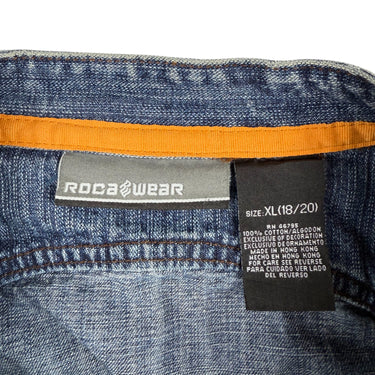 ROCA WEAR
SIZE: XL(18/20)
RN 66795
100% COTTON/ALGODON
EXCLUSIVE OF DECORATION
EXCLUSIVO DE ORNAMENTO
MADE IN HONG KONG
HECHO EN HONG KONG
FOR CARE SEE REVERSE
PARA CUIDADO VER LADO
DEL REVERSO